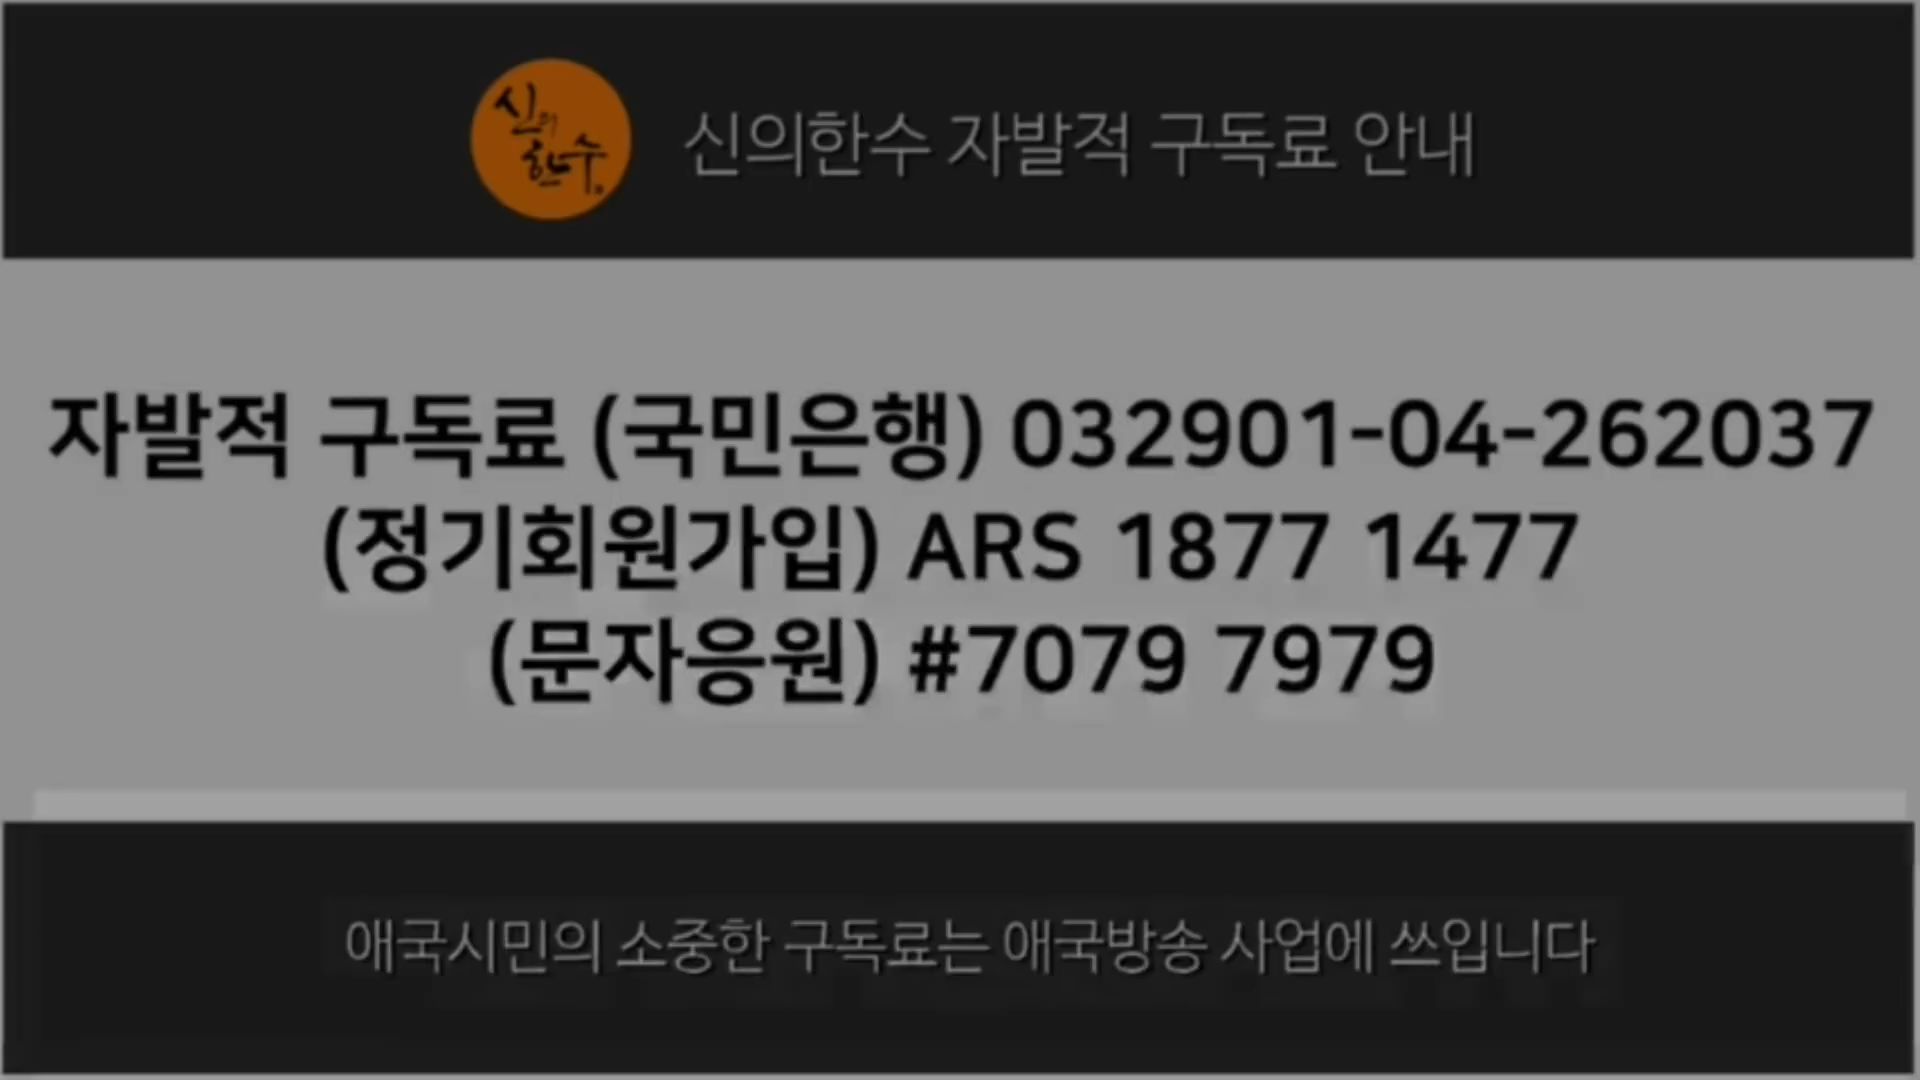 신의한수
신의한수 자발적 구독료 안내
자발적 구독료 (국민은행) 032901-04-262037
(정기회원가입) ARS 1877 1477
(문자응원) #7079 7979
애국시민의 소중한 구독료는 애국방송 사업에 쓰입니다